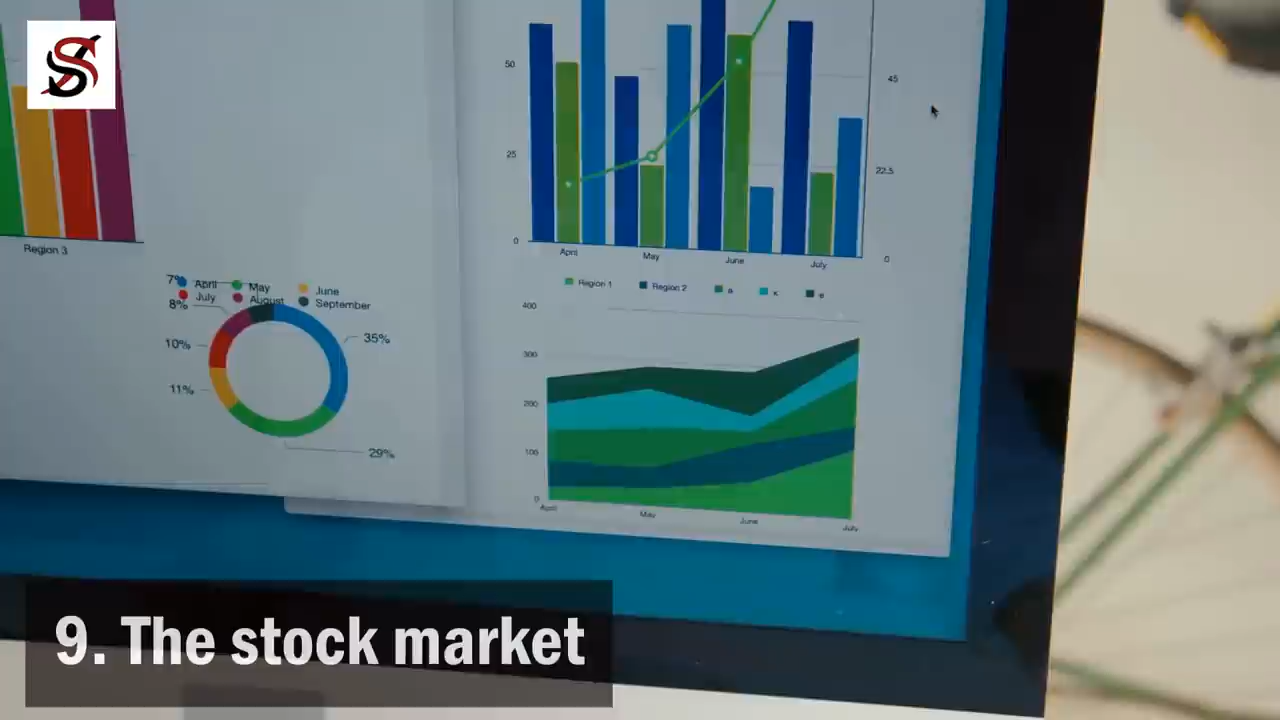 50
25
0
45
22.5
0
April
May
June
July
Region 3
7%
April
May
June
July
August
September
8%
10%
11%
35%
29%
Region 1
Region 2
400
300
200
100
0
April
May
June
July
9. The stock market